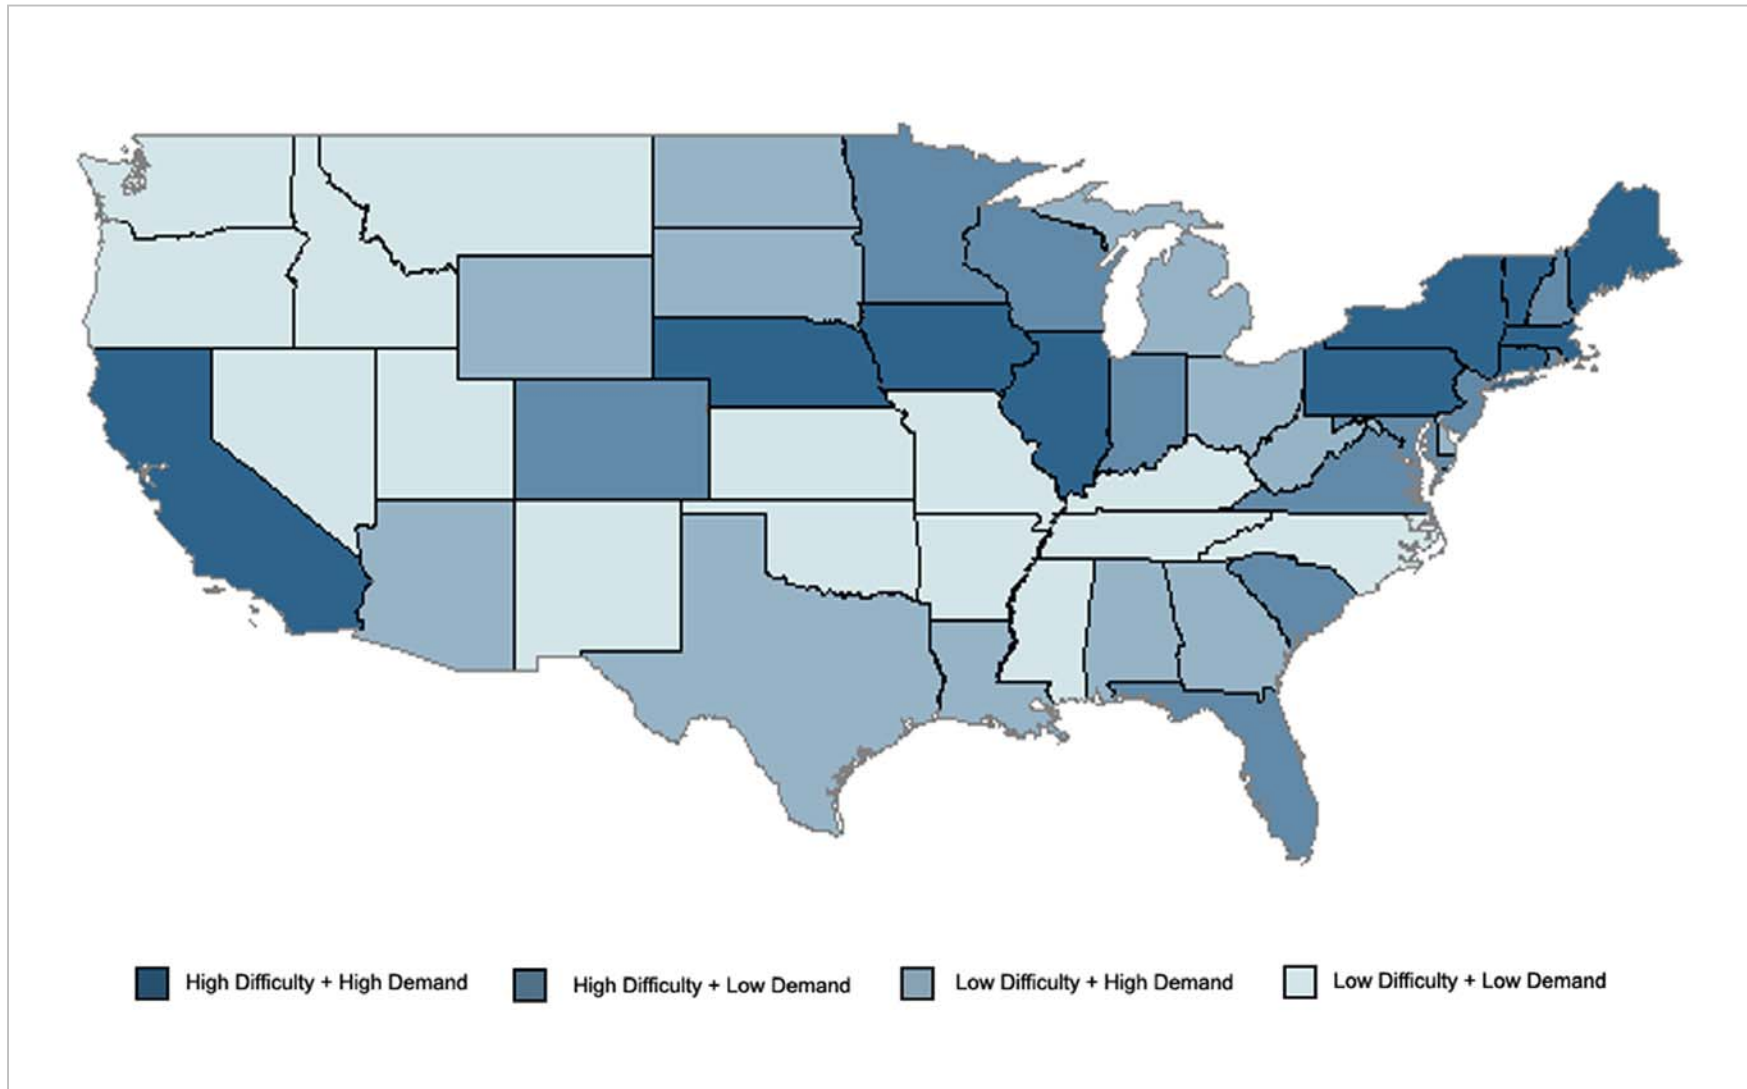 High Difficulty + High Demand
High Difficulty + Low Demand
Low Difficulty + High Demand
Low Difficulty + Low Demand